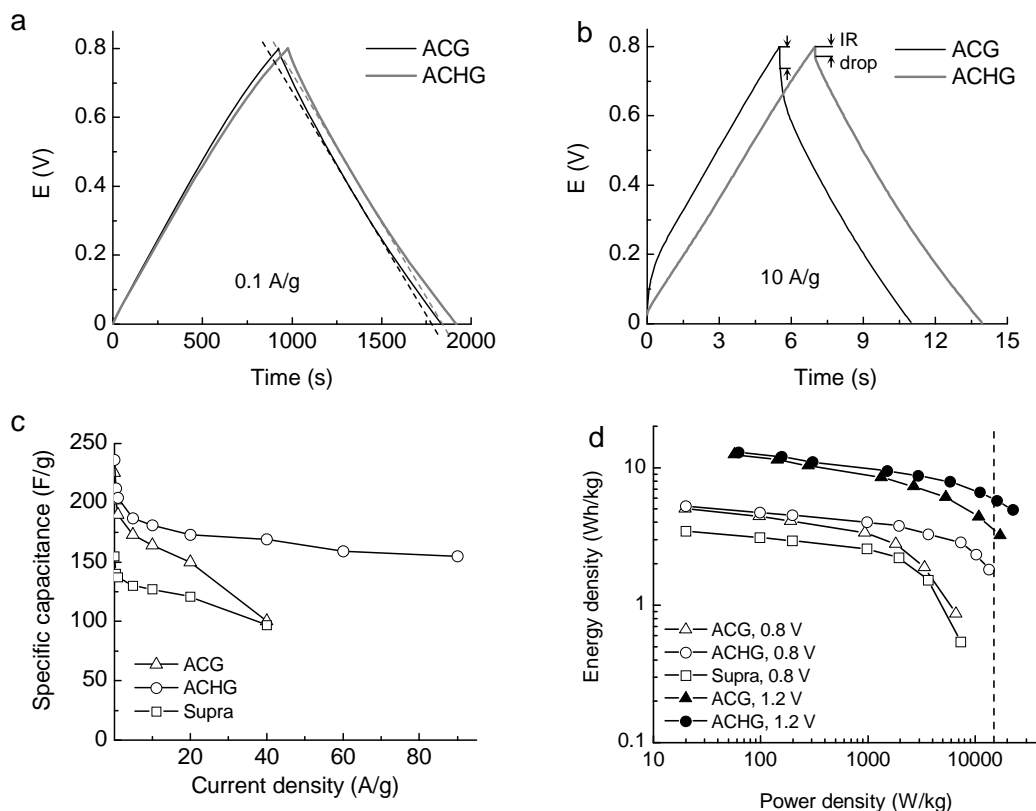 a
ACG
ACHG
0.8
0.6
0.4
0.2
0
E (V)
0.1 A/g
0
500
1000
1500
2000
Time (s)
b
IR
drop
ACG
ACHG
0.8
0.6
0.4
0.2
0
E (V)
10 A/g
0
3
6
9
12
15
Time (s)
c
250
200
150
100
50
0
Specific capacitance (F/g)
ACG
ACHG
Supra
0
20
40
60
80
Current density (A/g)
d
10
1
0.1
Energy density (Wh/kg)
ACG, 0.8 V
ACHG, 0.8 V
Supra, 0.8 V
ACG, 1.2 V
ACHG, 1.2 V
10
100
1000
10000
Power density (W/kg)